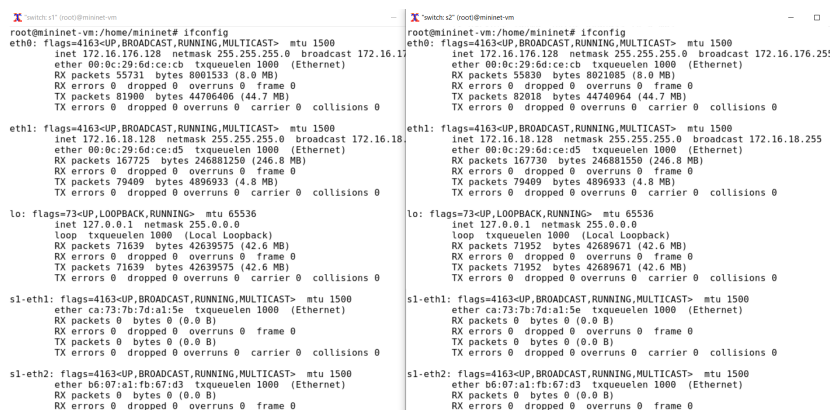 "switch: s1" (root)@mininet-vm
root@mininet-vm:/home/mininet# ifconfig
eth0: flags=4163<UP,BROADCAST,RUNNING,MULTICAST>  mtu 1500
        inet 172.16.176.128  netmask 255.255.255.0  broadcast 172.16.17
        ether 00:0c:29:6d:ce:cb  txqueuelen 1000  (Ethernet)
        RX packets 55731  bytes 8001533 (8.0 MB)
        RX errors 0  dropped 0  overruns 0  frame 0
        TX packets 81900  bytes 44706406 (44.7 MB)
        TX errors 0  dropped 0 overruns 0  carrier 0  collisions 0

eth1: flags=4163<UP,BROADCAST,RUNNING,MULTICAST>  mtu 1500
        inet 172.16.18.128  netmask 255.255.255.0  broadcast 172.16.18.
        ether 00:0c:29:6d:ce:d5  txqueuelen 1000  (Ethernet)
        RX packets 167725  bytes 246881250 (246.8 MB)
        RX errors 0  dropped 0  overruns 0  frame 0
        TX packets 79409  bytes 4896933 (4.8 MB)
        TX errors 0  dropped 0 overruns 0  carrier 0  collisions 0

lo: flags=73<UP,LOOPBACK,RUNNING>  mtu 65536
        inet 127.0.0.1  netmask 255.0.0.0
        loop  txqueuelen 1000  (Local Loopback)
        RX packets 71639  bytes 42639575 (42.6 MB)
        RX errors 0  dropped 0  overruns 0  frame 0
        TX packets 71639  bytes 42639575 (42.6 MB)
        TX errors 0  dropped 0 overruns 0  carrier 0  collisions 0

s1-eth1: flags=4163<UP,BROADCAST,RUNNING,MULTICAST>  mtu 1500
        ether ca:73:7b:7d:a1:5e  txqueuelen 1000  (Ethernet)
        RX packets 0  bytes 0 (0.0 B)
        RX errors 0  dropped 0  overruns 0  frame 0
        TX packets 0  bytes 0 (0.0 B)
        TX errors 0  dropped 0 overruns 0  carrier 0  collisions 0

s1-eth2: flags=4163<UP,BROADCAST,RUNNING,MULTICAST>  mtu 1500
        ether b6:07:a1:fb:67:d3  txqueuelen 1000  (Ethernet)
        RX packets 0  bytes 0 (0.0 B)
        RX errors 0  dropped 0  overruns 0  frame 0
"switch: s2" (root)@mininet-vm
root@mininet-vm:/home/mininet# ifconfig
eth0: flags=4163<UP,BROADCAST,RUNNING,MULTICAST>  mtu 1500
        inet 172.16.176.128  netmask 255.255.255.0  broadcast 172.16.176.255
        ether 00:0c:29:6d:ce:cb  txqueuelen 1000  (Ethernet)
        RX packets 55830  bytes 8021085 (8.0 MB)
        RX errors 0  dropped 0  overruns 0  frame 0
        TX packets 82018  bytes 44740964 (44.7 MB)
        TX errors 0  dropped 0 overruns 0  carrier 0  collisions 0

eth1: flags=4163<UP,BROADCAST,RUNNING,MULTICAST>  mtu 1500
        inet 172.16.18.128  netmask 255.255.255.0  broadcast 172.16.18.255
        ether 00:0c:29:6d:ce:d5  txqueuelen 1000  (Ethernet)
        RX packets 167730  bytes 246881550 (246.8 MB)
        RX errors 0  dropped 0  overruns 0  frame 0
        TX packets 79409  bytes 4896933 (4.8 MB)
        TX errors 0  dropped 0 overruns 0  carrier 0  collisions 0

lo: flags=73<UP,LOOPBACK,RUNNING>  mtu 65536
        inet 127.0.0.1  netmask 255.0.0.0
        loop  txqueuelen 1000  (Local Loopback)
        RX packets 71952  bytes 42689671 (42.6 MB)
        RX errors 0  dropped 0  overruns 0  frame 0
        TX packets 71952  bytes 42689671 (42.6 MB)
        TX errors 0  dropped 0 overruns 0  carrier 0  collisions 0

s1-eth1: flags=4163<UP,BROADCAST,RUNNING,MULTICAST>  mtu 1500
        ether ca:73:7b:7d:a1:5e  txqueuelen 1000  (Ethernet)
        RX packets 0  bytes 0 (0.0 B)
        RX errors 0  dropped 0  overruns 0  frame 0
        TX packets 0  bytes 0 (0.0 B)
        TX errors 0  dropped 0 overruns 0  carrier 0  collisions 0

s1-eth2: flags=4163<UP,BROADCAST,RUNNING,MULTICAST>  mtu 1500
        ether b6:07:a1:fb:67:d3  txqueuelen 1000  (Ethernet)
        RX packets 0  bytes 0 (0.0 B)
        RX errors 0  dropped 0  overruns 0  frame 0